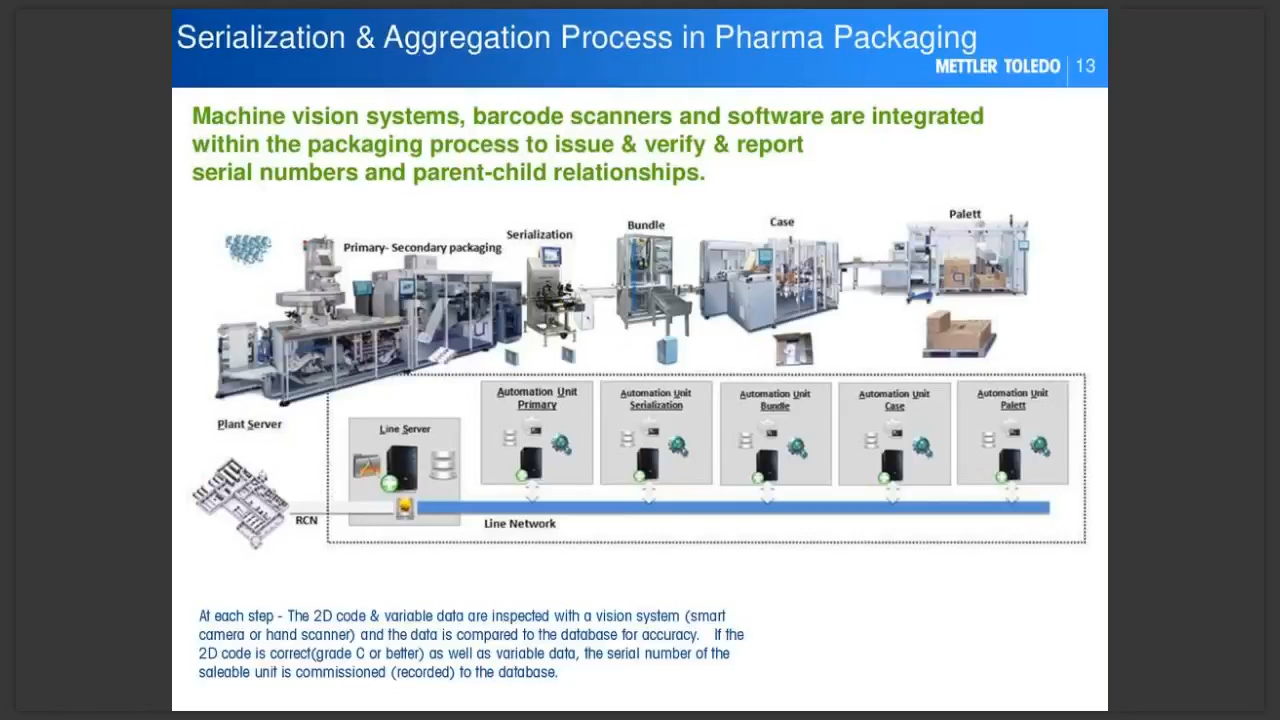 Serialization & Aggregation Process in Pharma Packaging
METTLER TOLEDO 13
Machine vision systems, barcode scanners and software are integrated
within the packaging process to issue & verify & report
serial numbers and parent-child relationships.
Primary- Secondary packaging
Serialization
Bundle
Case
Palett
Plant Server
RCN
Line Server
Automation Unit
Primary
Automation Unit
Serialization
Automation Unit
Bundle
Automation Unit
Case
Automation Unit
Palett
Line Network
At each step - The 2D code & variable data are inspected with a vision system (smart
camera or hand scanner) and the data is compared to the database for accuracy. If the
2D code is correct(grade C or better) as well as variable data, the serial number of the
saleable unit is commissioned (recorded) to the database.